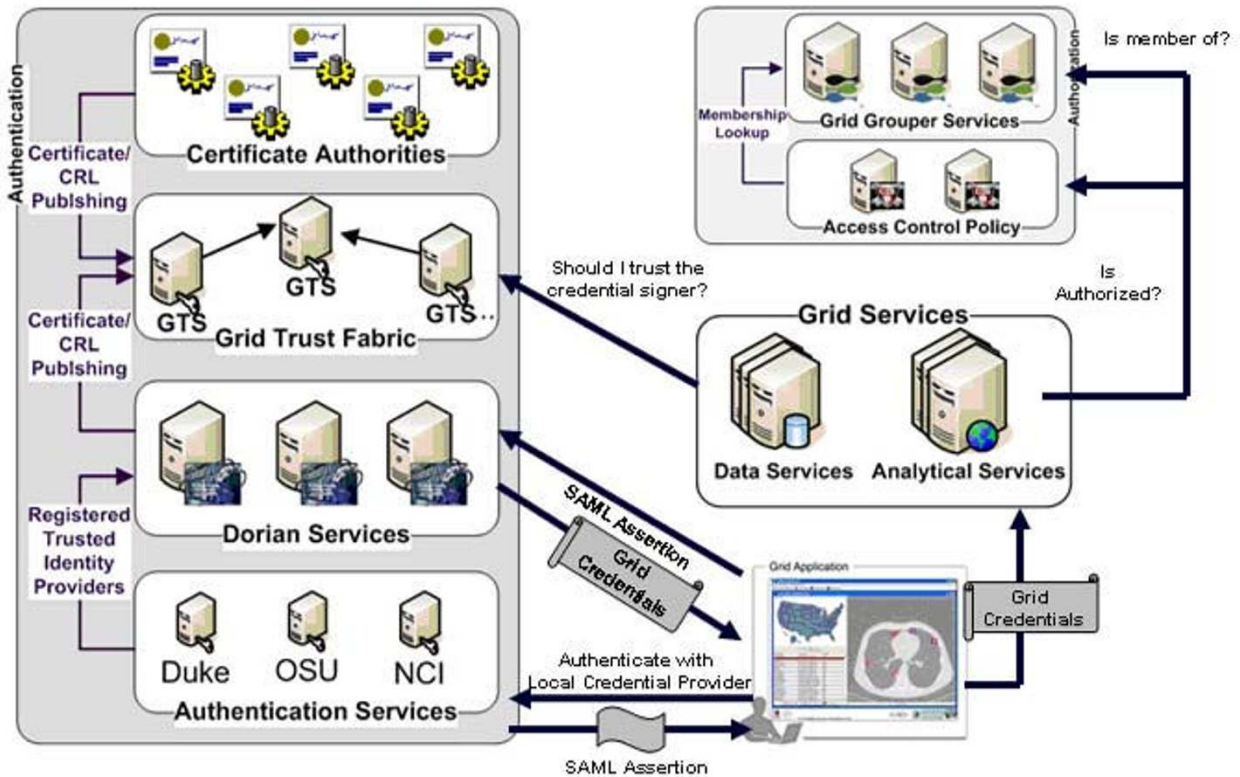 Authentication
Certificate Authorities
Certificate/
CRL
Publshing
GTS
GTS
GTS..
Grid Trust Fabric
Certificate/
CRL
Publshing
Dorian Services
Registered
Trusted
Identity
Providers
Duke
OSU
NCI
Authentication Services
Authorization
Grid Grouper Services
Membership
Lookup
Access Control Policy
Is member of?
Is
Authorized?
Should I trust the
credential signer?
Grid Services
Data Services
Analytical Services
SAML Assertion
Grid
Credentials
Grid Application
Grid
Credentials
Authenticate with
Local Credential Provider
SAML Assertion